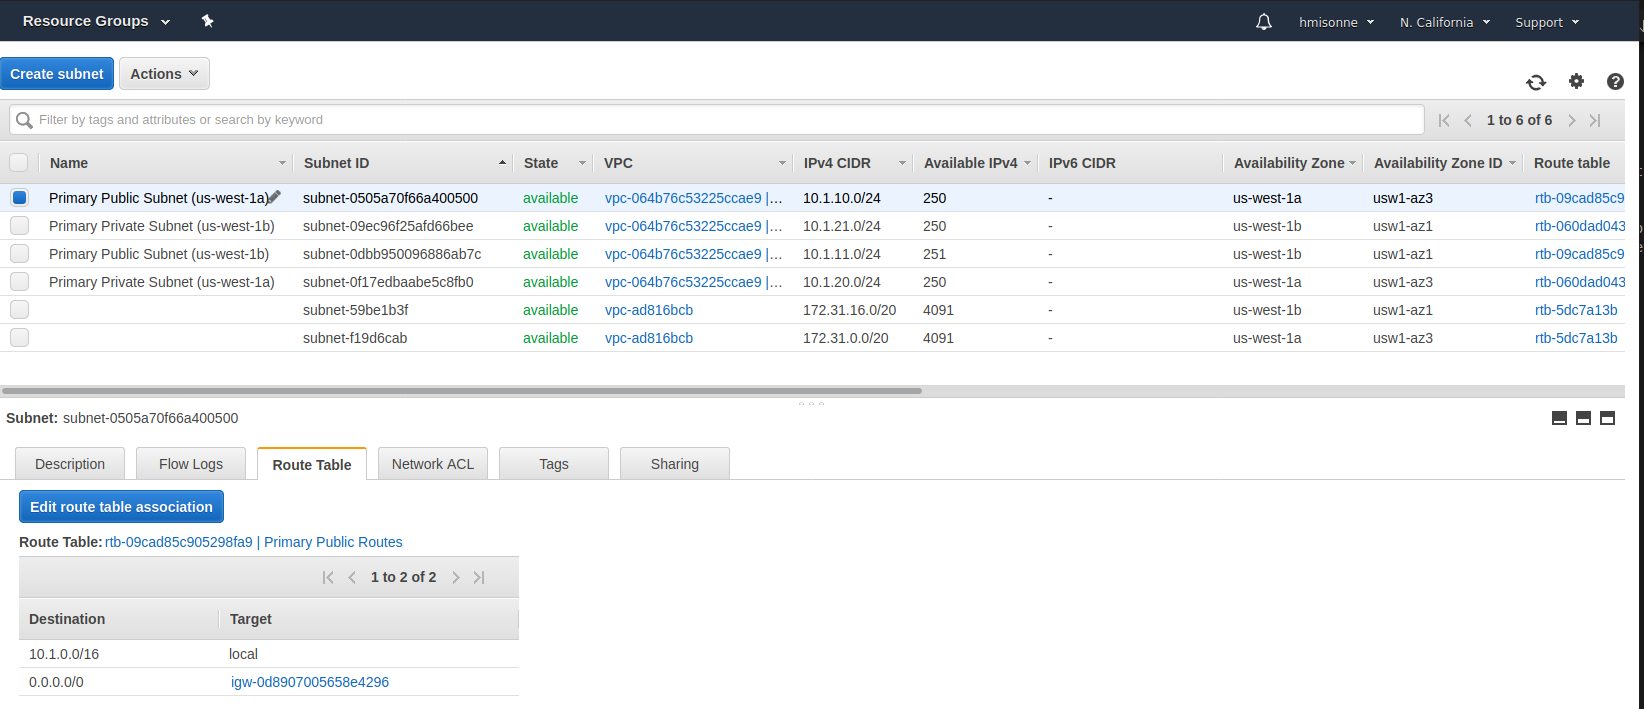 Resource Groups hmisonne N. California Support
Create subnet Actions
Filter by tags and attributes or search by keyword 1 to 6 of 6
Name Subnet ID State VPC IPv4 CIDR Available IPv4 IPv6 CIDR Availability Zone Availability Zone ID Route table
Primary Public Subnet (us-west-1a) subnet-0505a70f66a400500 available vpc-064b76c53225ccae9 |... 10.1.10.0/24 250 - us-west-1a usw1-az3 rtb-09cad85c9
Primary Private Subnet (us-west-1b) subnet-09ec96f25afd66bee available vpc-064b76c53225ccae9 |... 10.1.21.0/24 250 - us-west-1b usw1-az1 rtb-060dad043
Primary Public Subnet (us-west-1b) subnet-0dbb950096886ab7c available vpc-064b76c53225ccae9 |... 10.1.11.0/24 251 - us-west-1b usw1-az1 rtb-09cad85c9
Primary Private Subnet (us-west-1a) subnet-0f17edbaabe5c8fb0 available vpc-064b76c53225ccae9 |... 10.1.20.0/24 250 - us-west-1a usw1-az3 rtb-060dad043
subnet-59be1b3f available vpc-ad816bcb 172.31.16.0/20 4091 - us-west-1b usw1-az1 rtb-5dc7a13b
subnet-f19d6cab available vpc-ad816bcb 172.31.0.0/20 4091 - us-west-1a usw1-az3 rtb-5dc7a13b
Subnet: subnet-0505a70f66a400500
Description Flow Logs Route Table Network ACL Tags Sharing
Edit route table association
Route Table: rtb-09cad85c905298fa9 | Primary Public Routes
1 to 2 of 2
Destination Target
10.1.0.0/16 local
0.0.0.0/0 igw-0d8907005658e4296